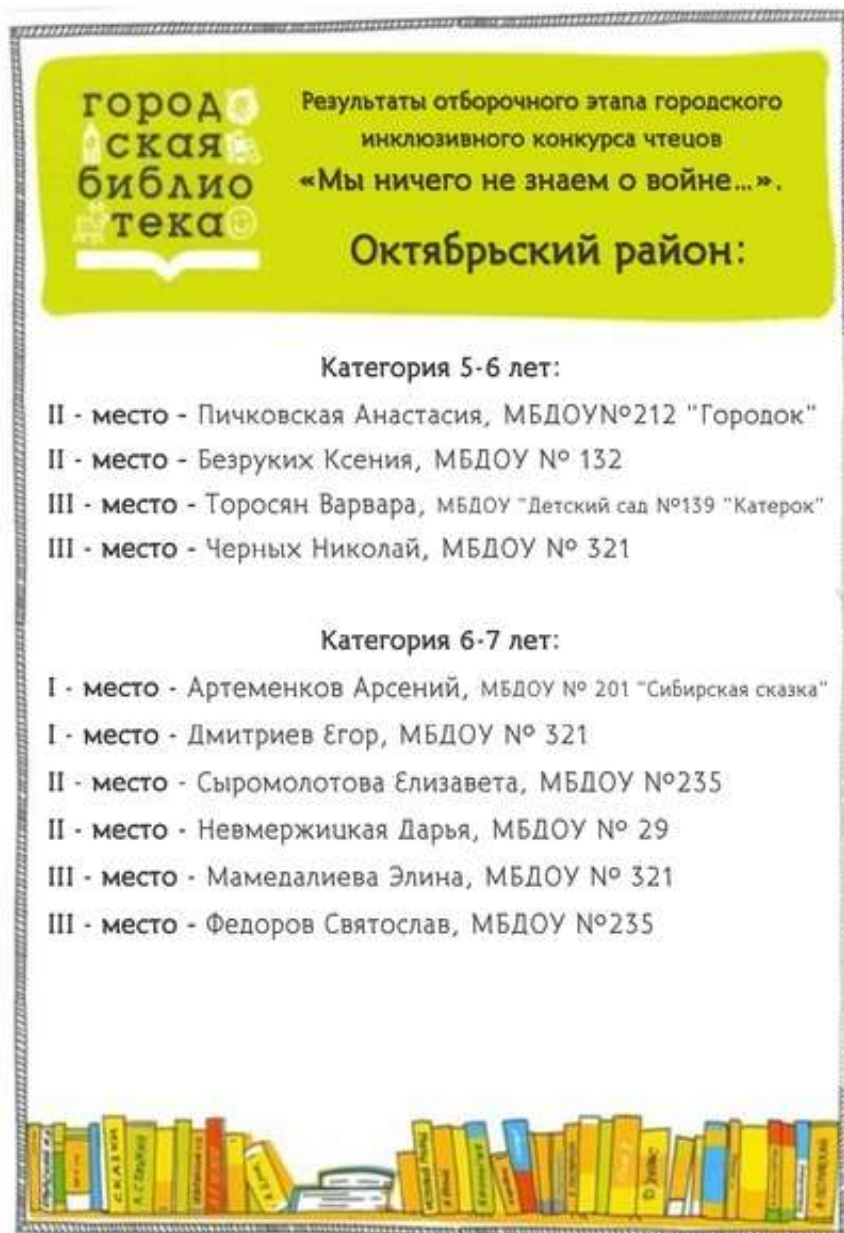 город
ская
библио
тека
Результаты отборочного этапа городского
инклюзивного конкурса чтецов
«Мы ничего не знаем о войне...».
Октябрьский район:
Категория 5-6 лет:
II - место - Пичковская Анастасия, МБДОУ№212 "Городок"
II - место - Безруких Ксения, МБДОУ № 132
III - место - Торосян Варвара, МБДОУ "Детский сад №139 "Катерок"
III - место - Черных Николай, МБДОУ № 321
Категория 6-7 лет:
I - место - Артеменков Арсений, МБДОУ № 201 "Сибирская сказка"
I - место - Дмитриев Егор, МБДОУ № 321
II - место - Сыромолотова Елизавета, МБДОУ №235
II - место - Невмержицкая Дарья, МБДОУ № 29
III - место - Мамедалиева Элина, МБДОУ № 321
III - место - Федоров Святослав, МБДОУ №235
СКАЗКИ